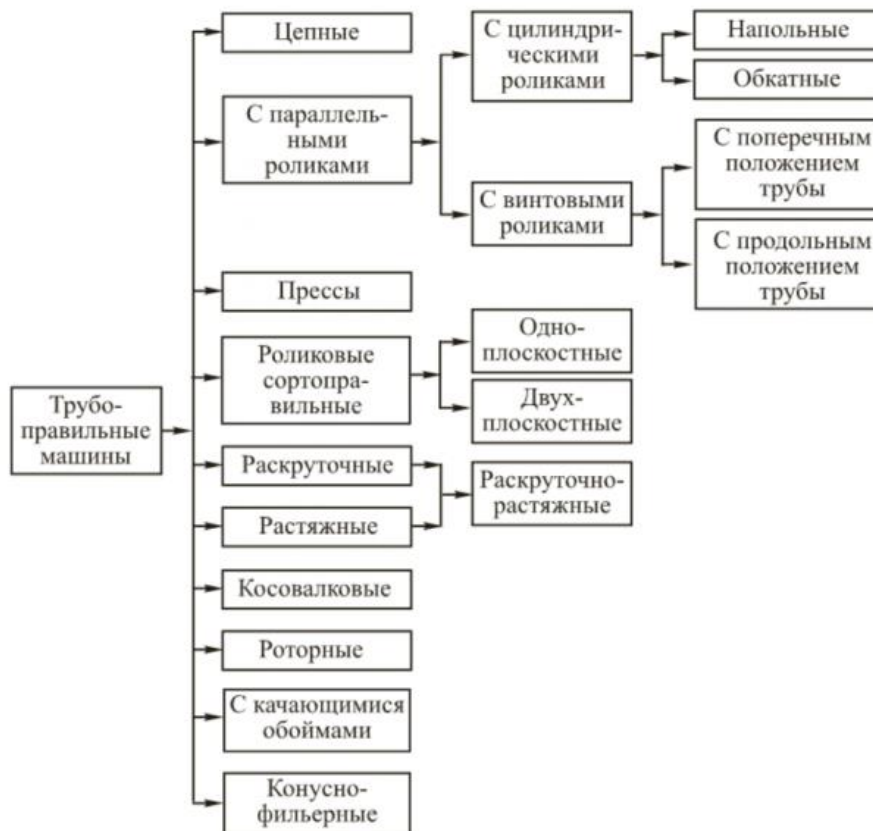 Цепные
С параллель-
ными
роликами
С цилиндри-
ческими
роликами
Напольные
Обкатные
С винтовыми
роликами
С поперечным
положением
трубы
С продольным
положением
трубы
Прессы
Роликовые
сортопра-
вильные
Одно-
плоскостные
Двух-
плоскостные
Трубо-
правильные
машины
Раскруточные
Растяжные
Раскруточно-
растяжные
Косовалковые
Роторные
С качающимися
обоймами
Конусно-
фильерные